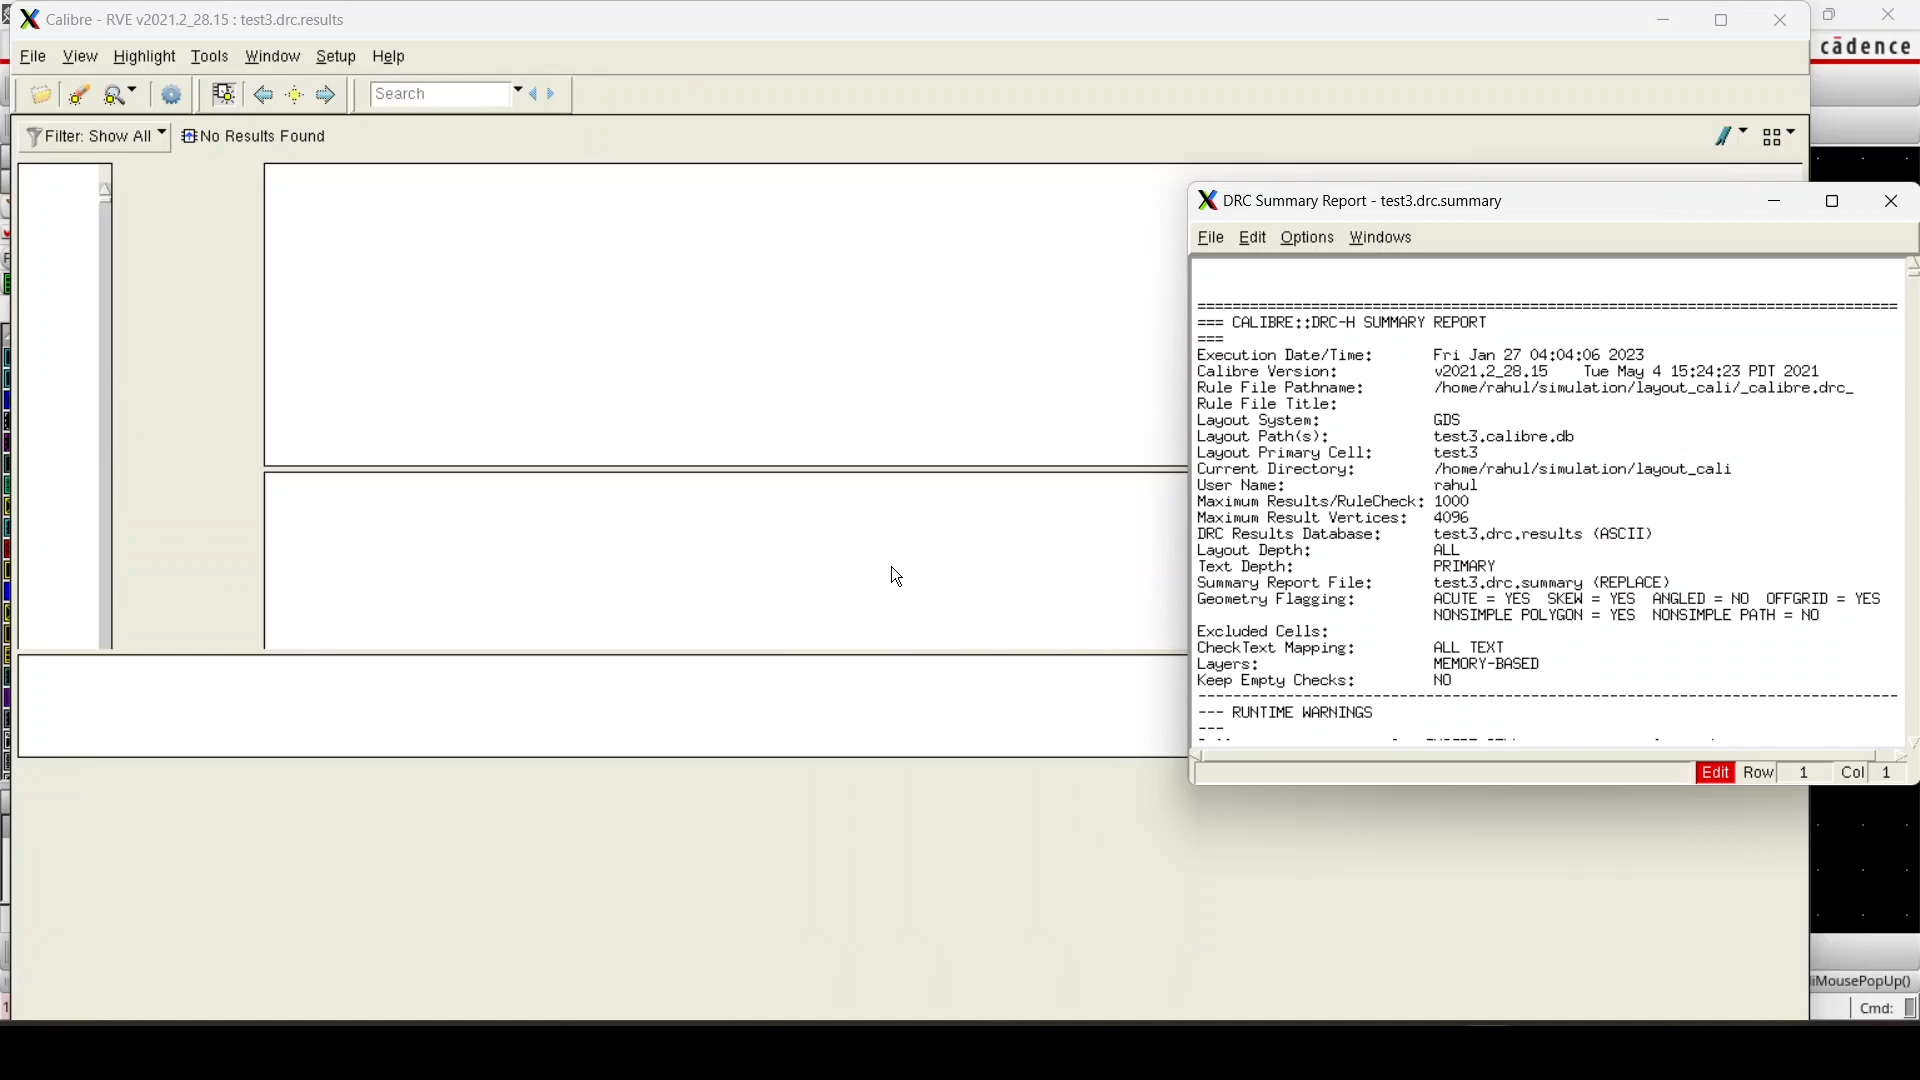 Calibre - RVE v2021.2_28.15 : test3.drc.results
cādence
File View Highlight Tools Window Setup Help
Search
Filter: Show All No Results Found
DRC Summary Report - test3.drc.summary
File Edit Options Windows
================================================================================
=== CALIBRE::DRC-H SUMMARY REPORT
===
Execution Date/Time: Fri Jan 27 04:04:06 2023
Calibre Version: v2021.2_28.15 Tue May 4 15:24:23 PDT 2021
Rule File Pathname: /home/rahul/simulation/layout_cali/_calibre.drc_
Rule File Title:
Layout System: GDS
Layout Path(s): test3.calibre.db
Layout Primary Cell: test3
Current Directory: /home/rahul/simulation/layout_cali
User Name: rahul
Maximum Results/RuleCheck: 1000
Maximum Result Vertices: 4096
DRC Results Database: test3.drc.results (ASCII)
Layout Depth: ALL
Text Depth: PRIMARY
Summary Report File: test3.drc.summary (REPLACE)
Geometry Flagging: ACUTE = YES SKEW = YES ANGLED = NO OFFGRID = YES
NONSIMPLE POLYGON = YES NONSIMPLE PATH = NO
Excluded Cells:
CheckText Mapping: ALL TEXT
Layers: MEMORY-BASED
Keep Empty Checks: NO
--------------------------------------------------------------------------------
--- RUNTIME WARNINGS
---
Edit Row 1 Col 1
iMousePopUp()
Cmd: